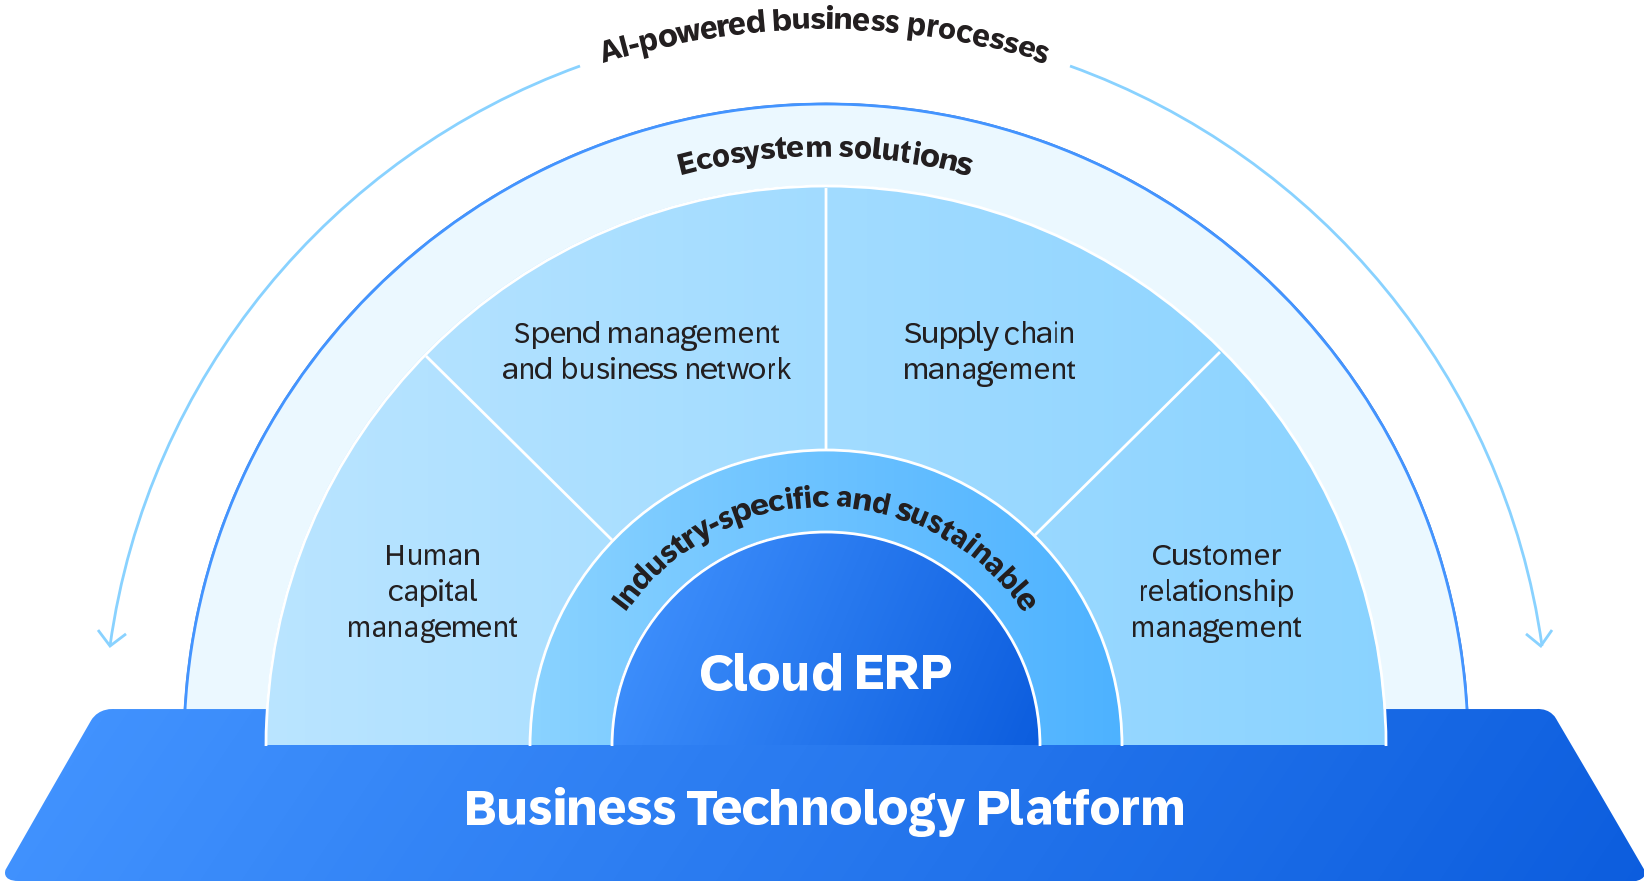 AI-powered business processes
Ecosystem solutions
Spend management
and business network
Supply chain
management
Human
capital
management
Industry-specific and sustainable
Customer
relationship
management
Cloud ERP
Business Technology Platform